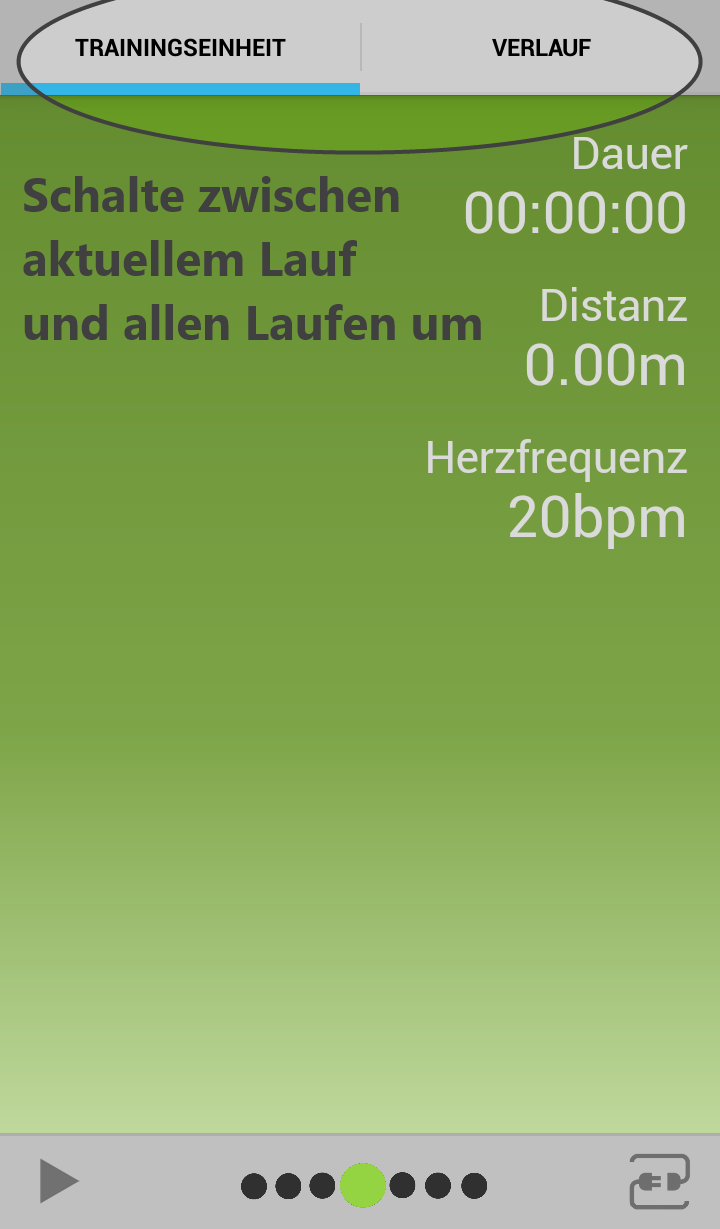 TRAININGSEINHEIT VERLAUF
Schalte zwischen
aktuellem Lauf
und allen Laufen um
Dauer
00:00:00
Distanz
0.00m
Herzfrequenz
20bpm